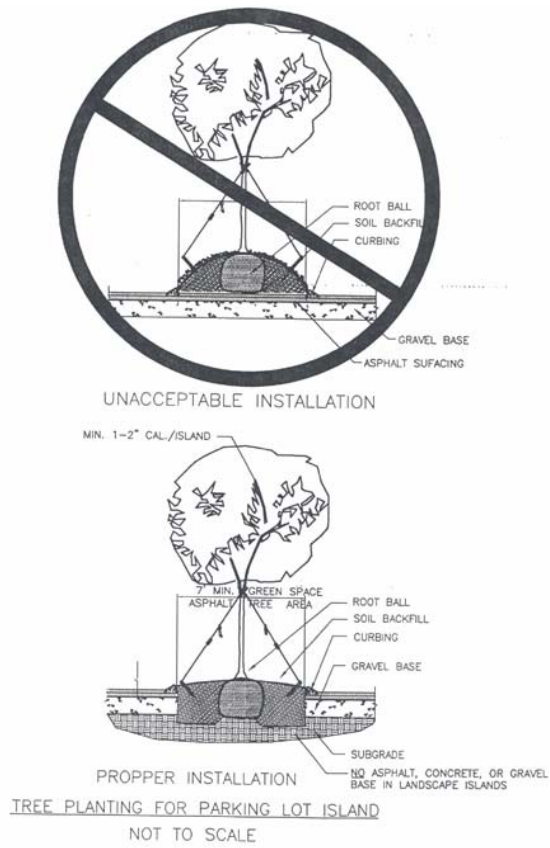 ROOT BALL
SOIL BACKFIL
CURBING
GRAVEL BASE
ASPHALT SUFACING
UNACCEPTABLE INSTALLATION
MIN. 1-2" CAL./ISLAND
7' MIN. GREEN SPACE
ASPHALT TREE AREA
ROOT BALL
SOIL BACKFILL
CURBING
GRAVEL BASE
SUBGRADE
NO ASPHALT, CONCRETE, OR GRAVEL
BASE IN LANDSCAPE ISLANDS
PROPPER INSTALLATION
TREE PLANTING FOR PARKING LOT ISLAND
NOT TO SCALE